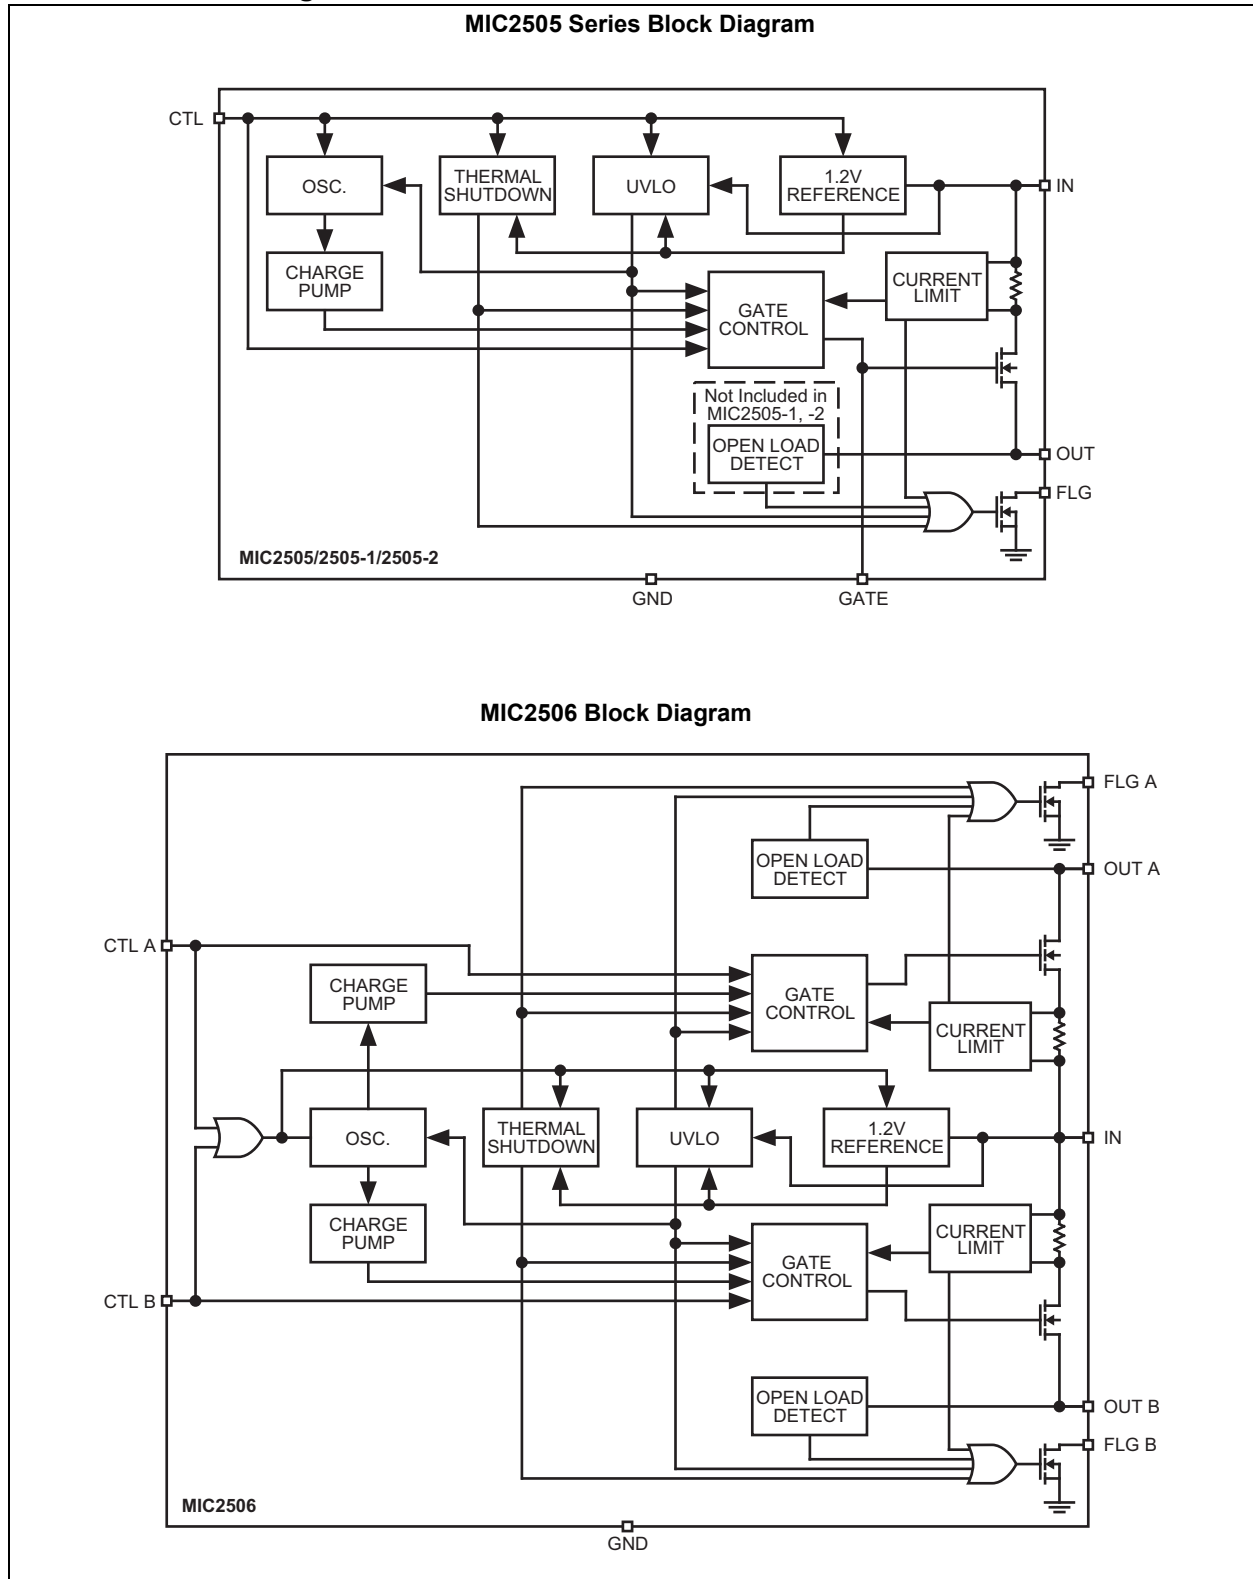 MIC2505 Series Block Diagram
CTL
OSC.
THERMAL
SHUTDOWN
UVLO
1.2V
REFERENCE
IN
CHARGE
PUMP
GATE
CONTROL
CURRENT
LIMIT
Not Included in
MIC2505-1, -2
OPEN LOAD
DETECT
OUT
FLG
MIC2505/2505-1/2505-2
GND
GATE
MIC2506 Block Diagram
FLG A
OPEN LOAD
DETECT
OUT A
CTL A
CHARGE
PUMP
GATE
CONTROL
CURRENT
LIMIT
OSC.
THERMAL
SHUTDOWN
UVLO
1.2V
REFERENCE
IN
CHARGE
PUMP
GATE
CONTROL
CURRENT
LIMIT
CTL B
OPEN LOAD
DETECT
OUT B
FLG B
MIC2506
GND